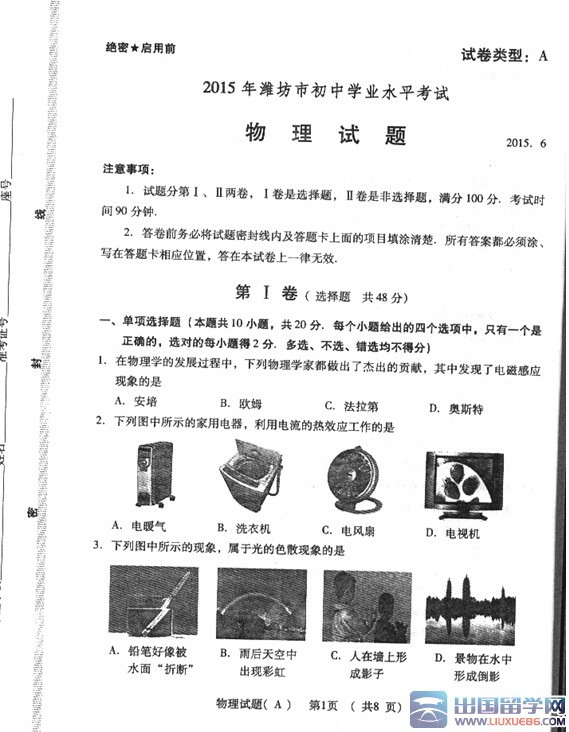 绝密★启用前
试卷类型：A
2015 年潍坊市初中学业水平考试
物 理 试 题
2015．6
注意事项：
1．试题分第Ⅰ、Ⅱ两卷，Ⅰ卷是选择题，Ⅱ卷是非选择题，满分 100 分．考试时
间 90 分钟．
2．答卷前务必将试题密封线内及答题卡上面的项目填涂清楚．所有答案都必须涂、
写在答题卡相应位置，答在本试卷上一律无效．
第 Ⅰ 卷（ 选择题 共 48 分）
一、单项选择题（本题共 10 小题，共 20 分．每个小题给出的四个选项中，只有一个是
正确的，选对的每小题得 2 分．多选、不选、错选均不得分）
1．在物理学的发展过程中，下列物理学家都做出了杰出的贡献，其中发现了电磁感应
现象的是
A．安培 B．欧姆 C．法拉第 D．奥斯特
2．下列图中所示的家用电器，利用电流的热效应工作的是
A．电暖气 B．洗衣机 C．电风扇 D．电视机
3．下列图中所示的现象，属于光的色散现象的是
A．铅笔好像被 B．雨后天空中 C．人在墙上形 D．景物在水中
水面“折断” 出现彩虹 成影子 形成倒影
物理试题（ A ） 第1页 （共8 页）
座号
准考证号
姓名
线
封
密
出国留学网
WWW.LIUXUE86.COM